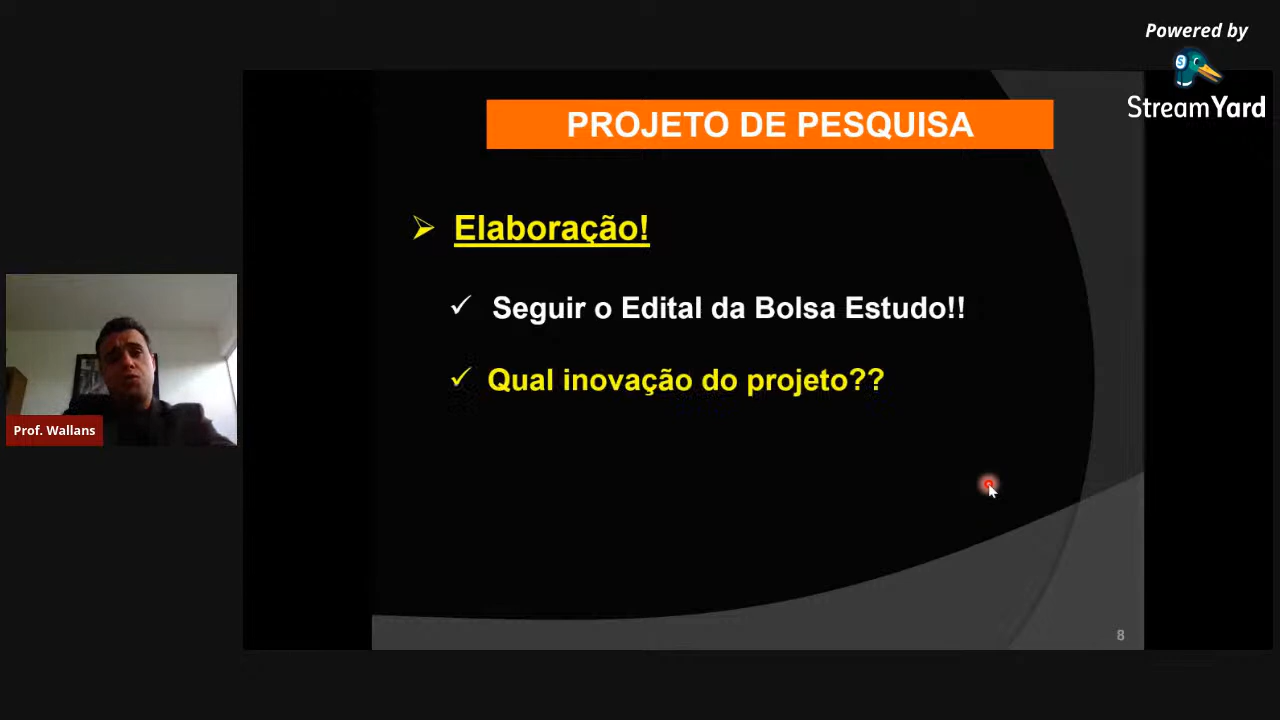 Powered by
StreamYard
PROJETO DE PESQUISA
Elaboração!
Seguir o Edital da Bolsa Estudo!!
Qual inovação do projeto??
Prof. Wallans
8